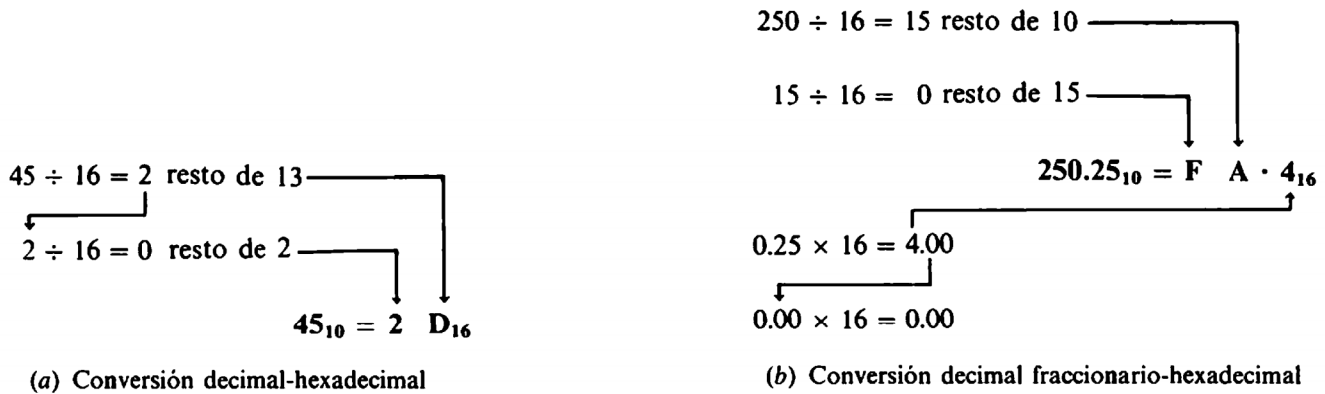 45 ÷ 16 = 2 resto de 13
2 ÷ 16 = 0 resto de 2
45₁₀ = 2 D₁₆
(a) Conversión decimal-hexadecimal
250 ÷ 16 = 15 resto de 10
15 ÷ 16 = 0 resto de 15
250.25₁₀ = F A · 4₁₆
0.25 × 16 = 4.00
0.00 × 16 = 0.00
(b) Conversión decimal fraccionario-hexadecimal